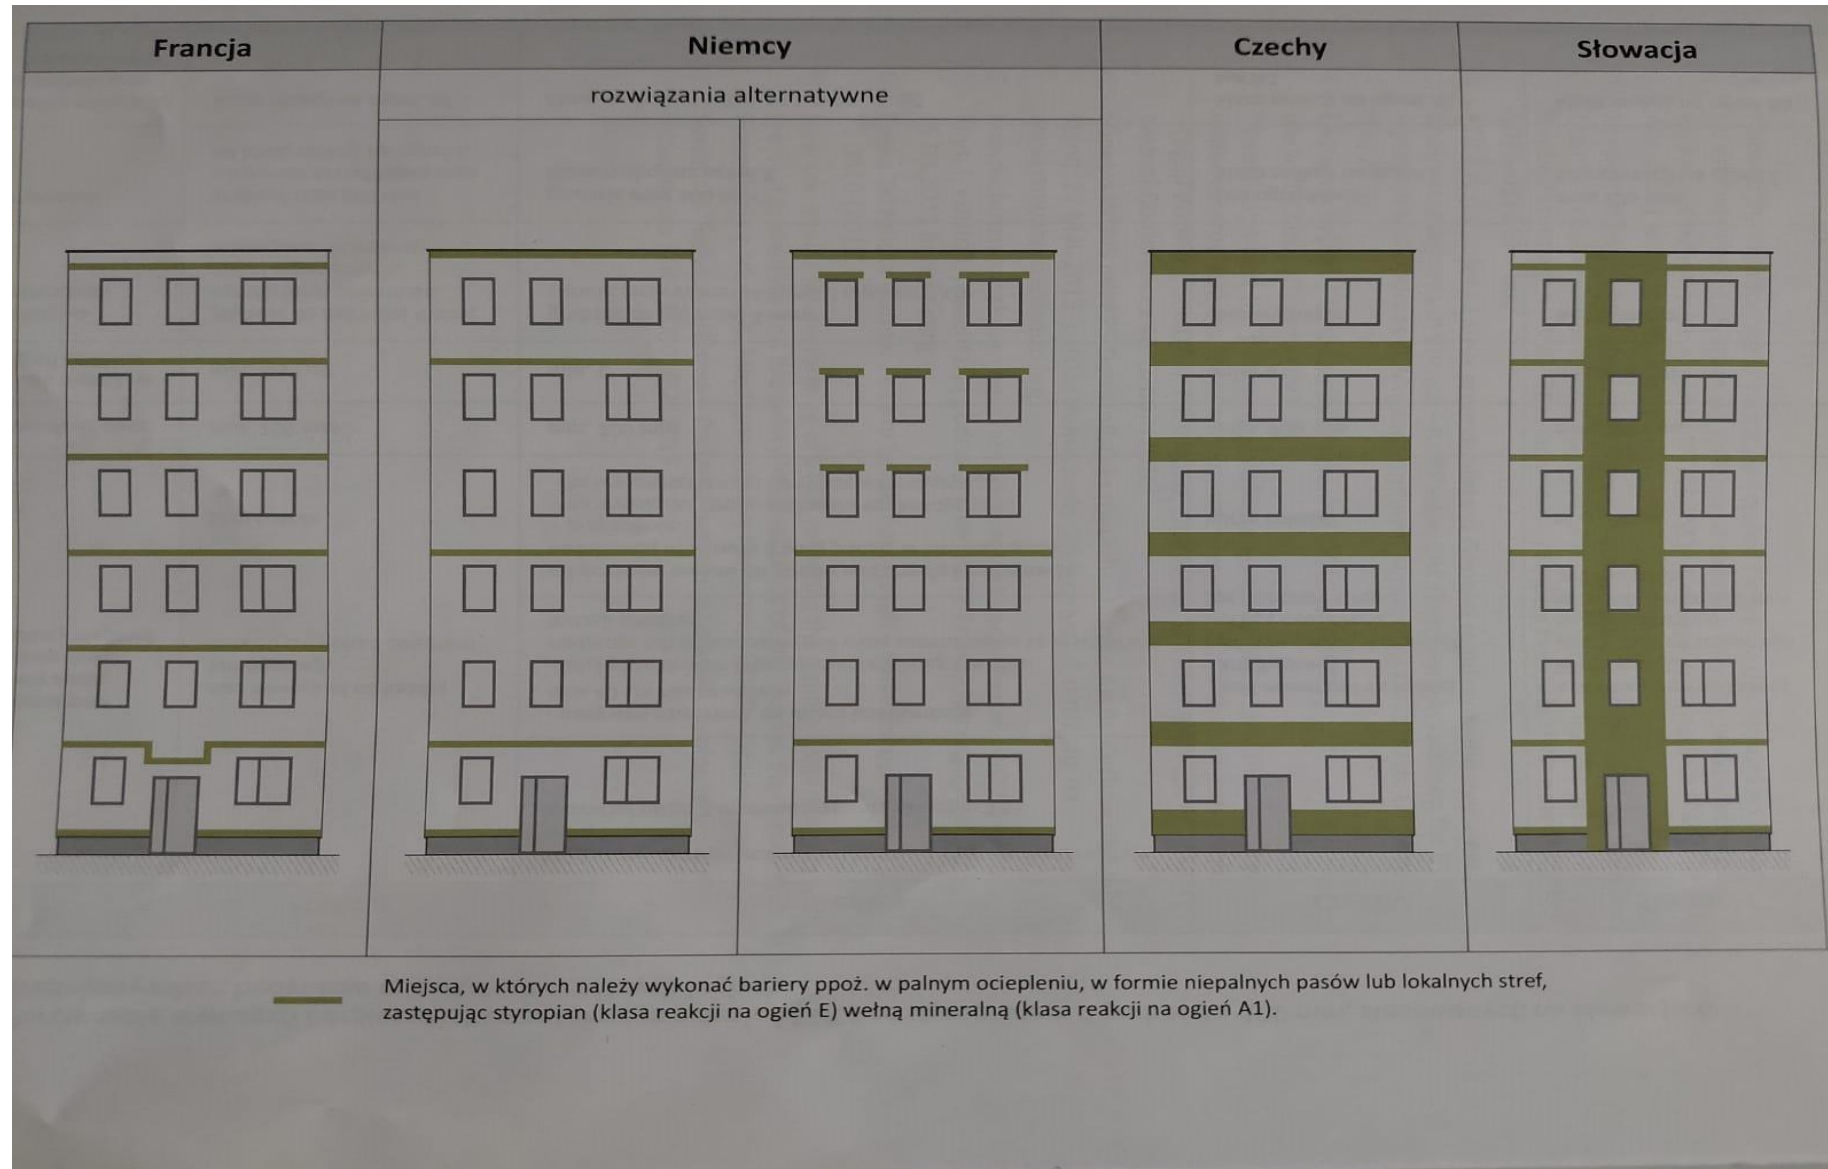 Francja
Niemcy
Czechy
Słowacja
rozwiązania alternatywne
Miejsca, w których należy wykonać bariery ppoż. w palnym ociepleniu, w formie niepalnych pasów lub lokalnych stref,
zastępując styropian (klasa reakcji na ogień E) wełną mineralną (klasa reakcji na ogień A1).